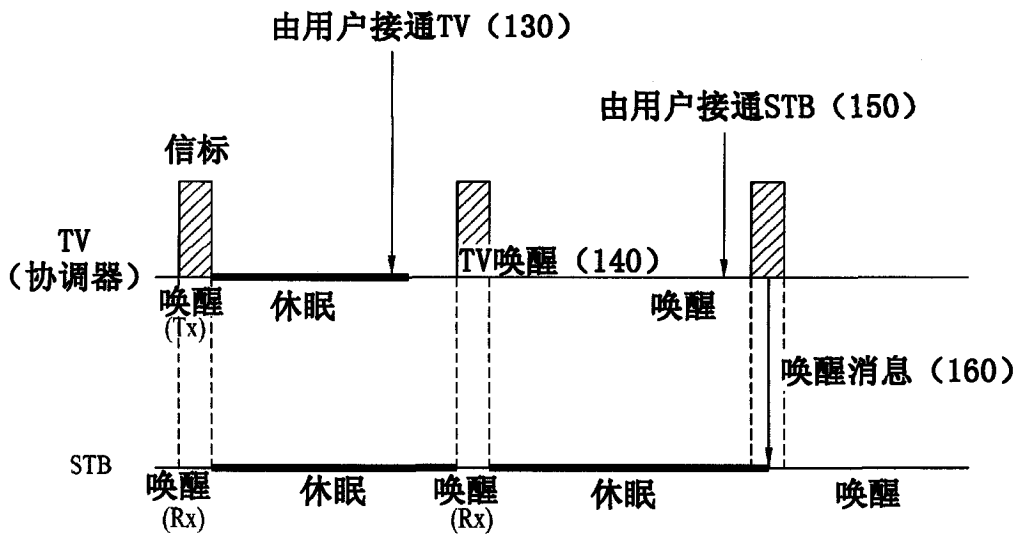 由用户接通TV（130）
由用户接通STB（150）
信标
TV
（协调器）
TV唤醒（140）
唤醒
(Tx)
休眠
唤醒
唤醒消息（160）
STB
唤醒
(Rx)
休眠
唤醒
(Rx)
休眠
唤醒